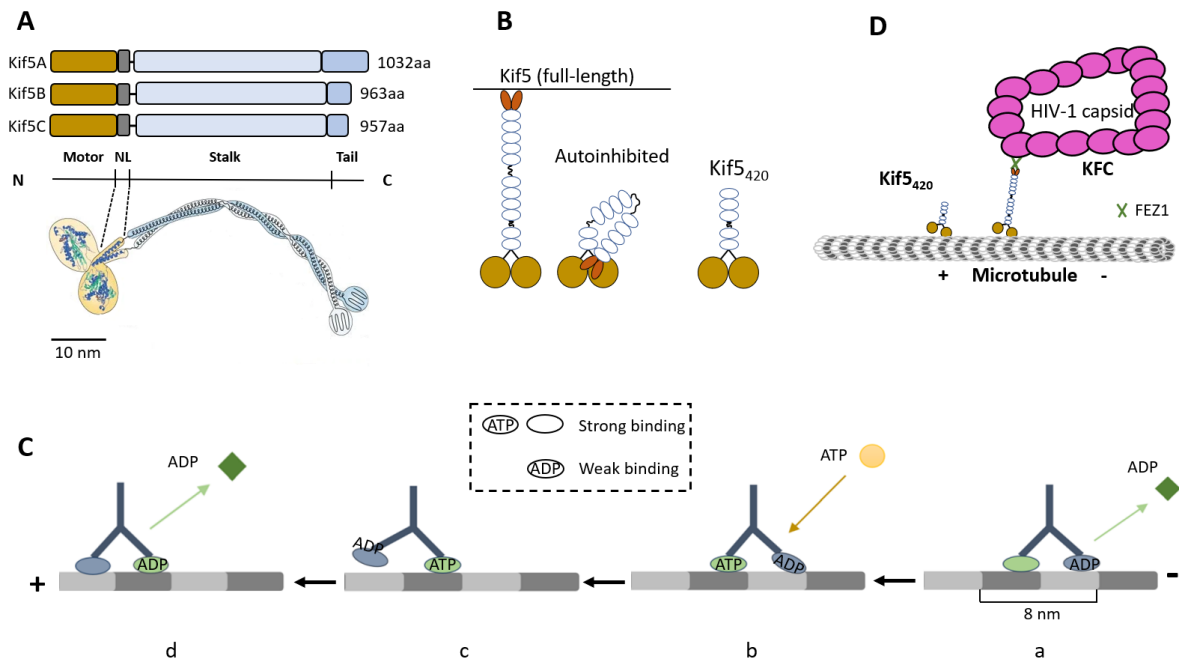 A
Kif5A 1032aa
Kif5B 963aa
Kif5C 957aa
Motor NL Stalk Tail
N C
10 nm
B
Kif5 (full-length)
Autoinhibited
Kif5₄₂₀
D
HIV-1 capsid
KFC
Kif5₄₂₀
FEZ1
+ Microtubule -
C
ATP Strong binding
ADP Weak binding
ADP
ADP
+
d
ADP
ATP
c
ATP
ATP
ADP
b
ADP
ADP
-
8 nm
a